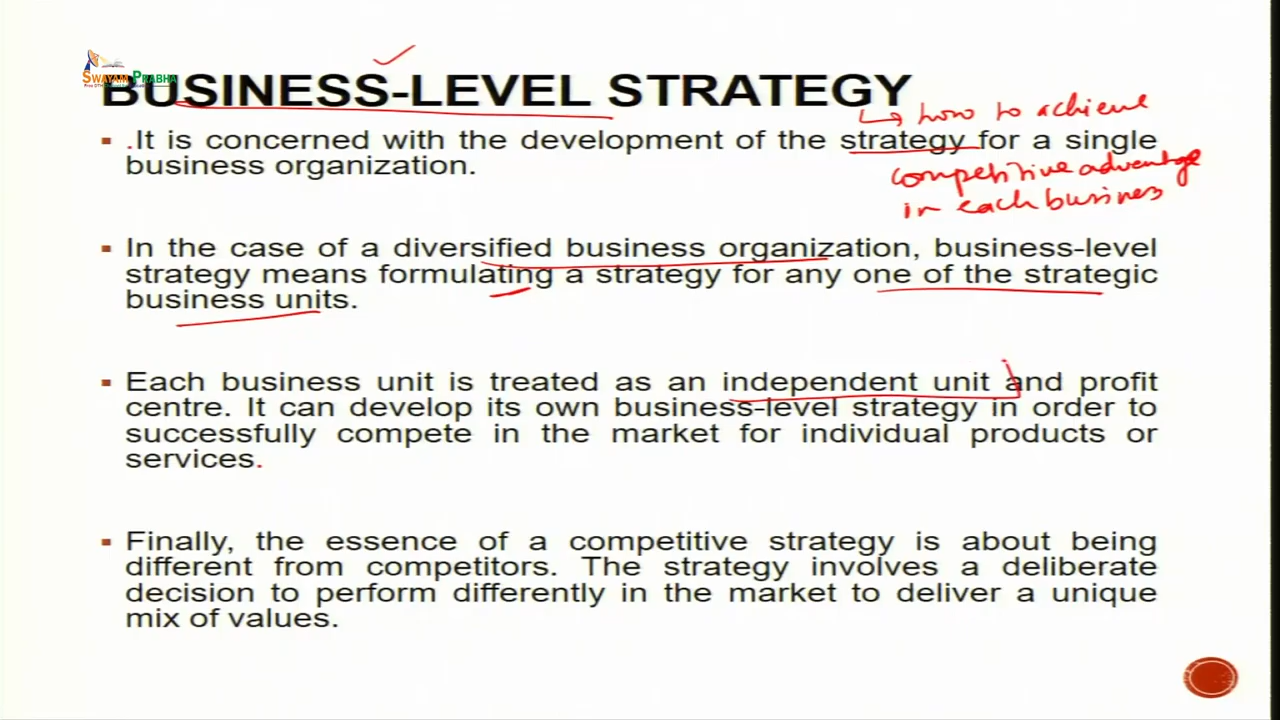 SWAYAM PRABHA
BUSINESS-LEVEL STRATEGY
how to achieve
competitive advantage
in each business
.It is concerned with the development of the strategy for a single
business organization.
In the case of a diversified business organization, business-level
strategy means formulating a strategy for any one of the strategic
business units.
Each business unit is treated as an independent unit and profit
centre. It can develop its own business-level strategy in order to
successfully compete in the market for individual products or
services.
Finally, the essence of a competitive strategy is about being
different from competitors. The strategy involves a deliberate
decision to perform differently in the market to deliver a unique
mix of values.